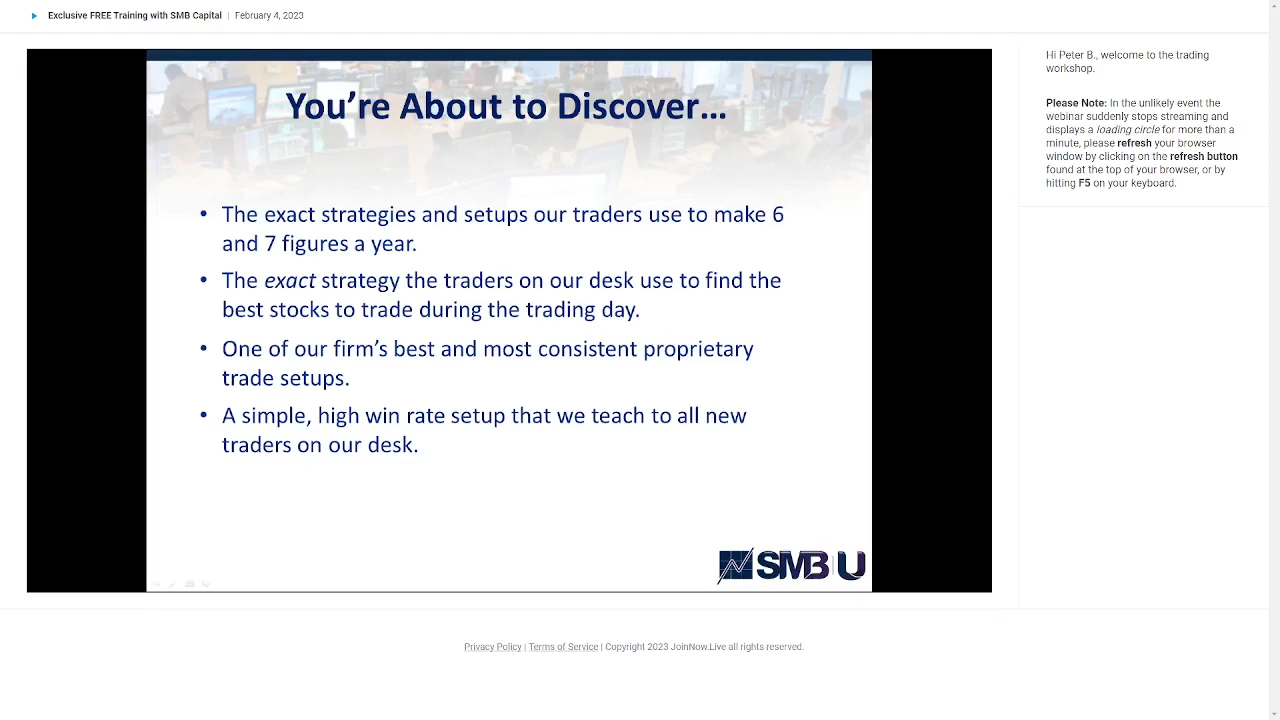 Exclusive FREE Training with SMB Capital | February 4, 2023
You're About to Discover...
• The exact strategies and setups our traders use to make 6
and 7 figures a year.
• The exact strategy the traders on our desk use to find the
best stocks to trade during the trading day.
• One of our firm's best and most consistent proprietary
trade setups.
• A simple, high win rate setup that we teach to all new
traders on our desk.
SMB U
Hi Peter B., welcome to the trading
workshop.
Please Note: In the unlikely event the
webinar suddenly stops streaming and
displays a loading circle for more than a
minute, please refresh your browser
window by clicking on the refresh button
found at the top of your browser, or by
hitting F5 on your keyboard.
Privacy Policy | Terms of Service | Copyright 2023 JoinNow.Live all rights reserved.